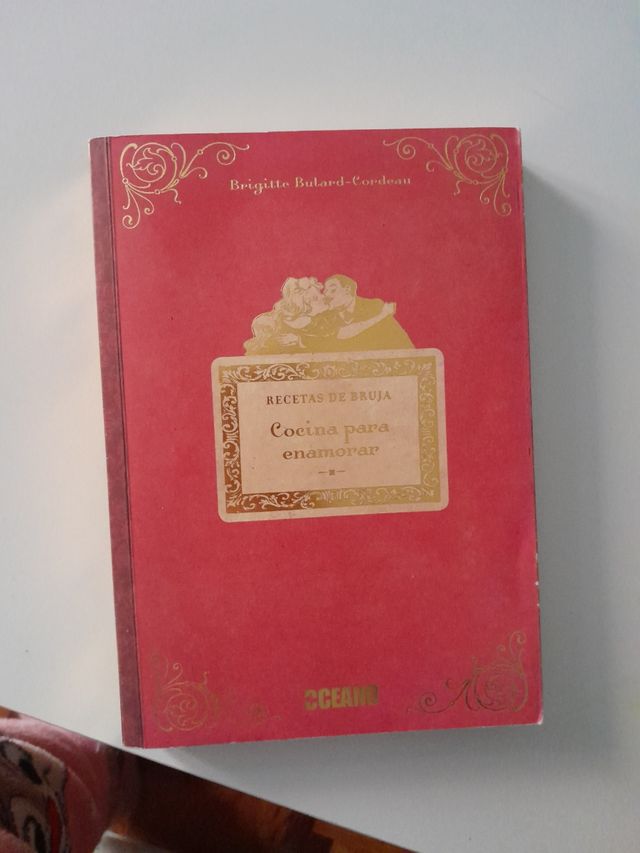 Brigitte Bulard-Cordeau
RECETAS DE BRUJA
Cocina para
enamorar
OCEANO